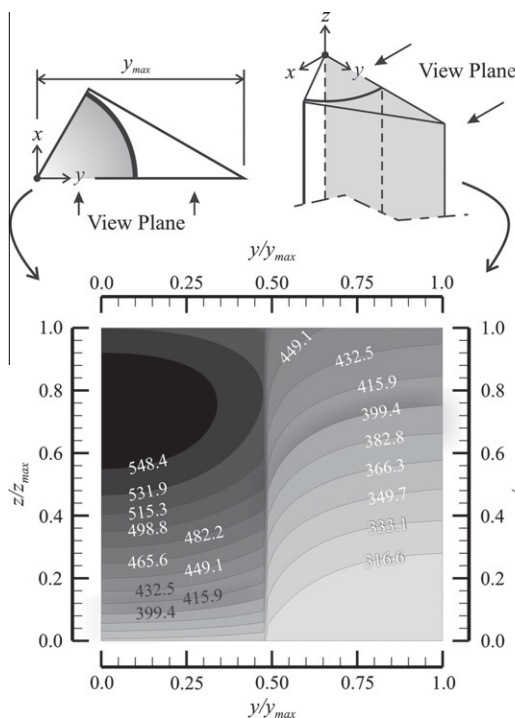 y_max
z
x
y
View Plane
x
y
View Plane
y/y_max
0.0 0.25 0.50 0.75 1.0
1.0 449.1 432.5 1.0
415.9
0.8 399.4 0.8
382.8
0.6 548.4 366.3 0.6
531.9 349.7
z/z_max
515.3
0.4 498.8 482.2 333.1 0.4
465.6 449.1 316.6
0.2 432.5 415.9 0.2
399.4
0.0 0.0
0.0 0.25 0.50 0.75 1.0
y/y_max